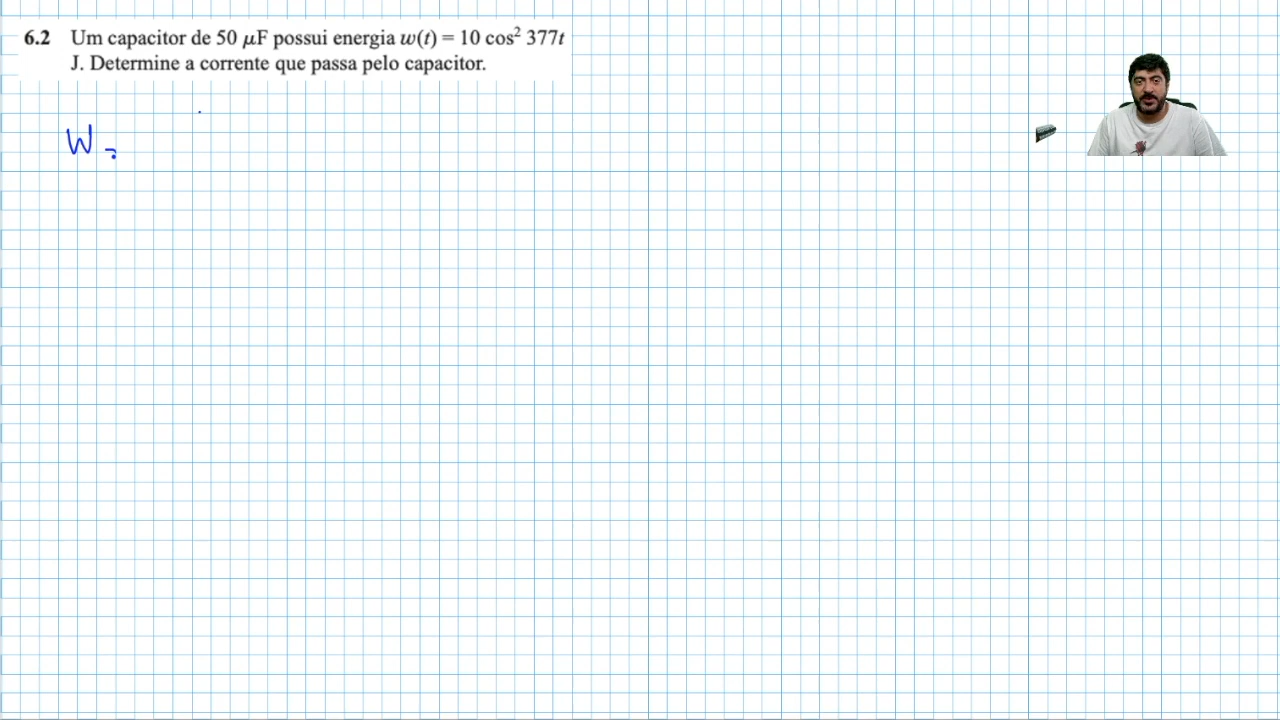 6.2 Um capacitor de 50 μF possui energia w(t) = 10 cos² 377t
J. Determine a corrente que passa pelo capacitor.
W =